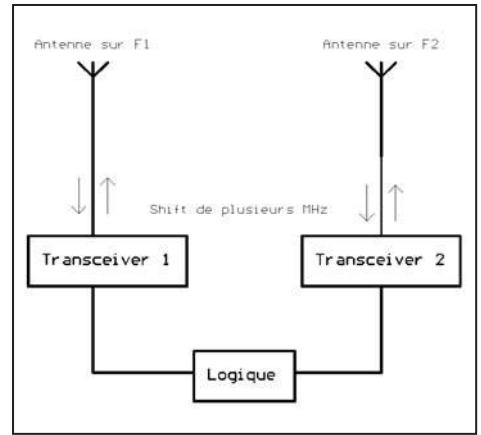 Antenne sur F1
Antenne sur F2
Shift de plusieurs MHz
Transceiver 1
Transceiver 2
Logique